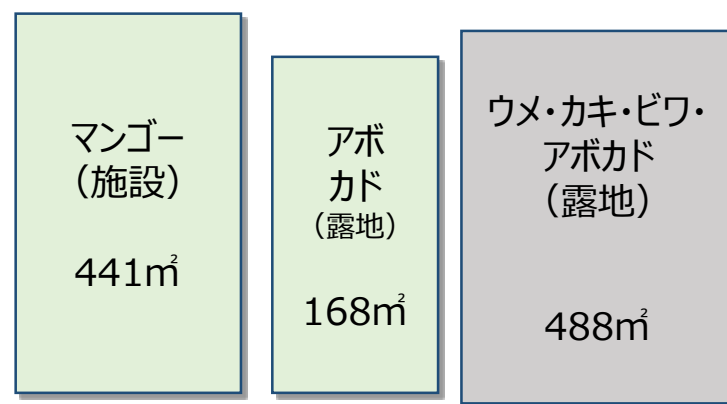 マンゴー
（施設）
441㎡
アボ
カド
（露地）
168㎡
ウメ・カキ・ビワ・
アボカド
（露地）
488㎡